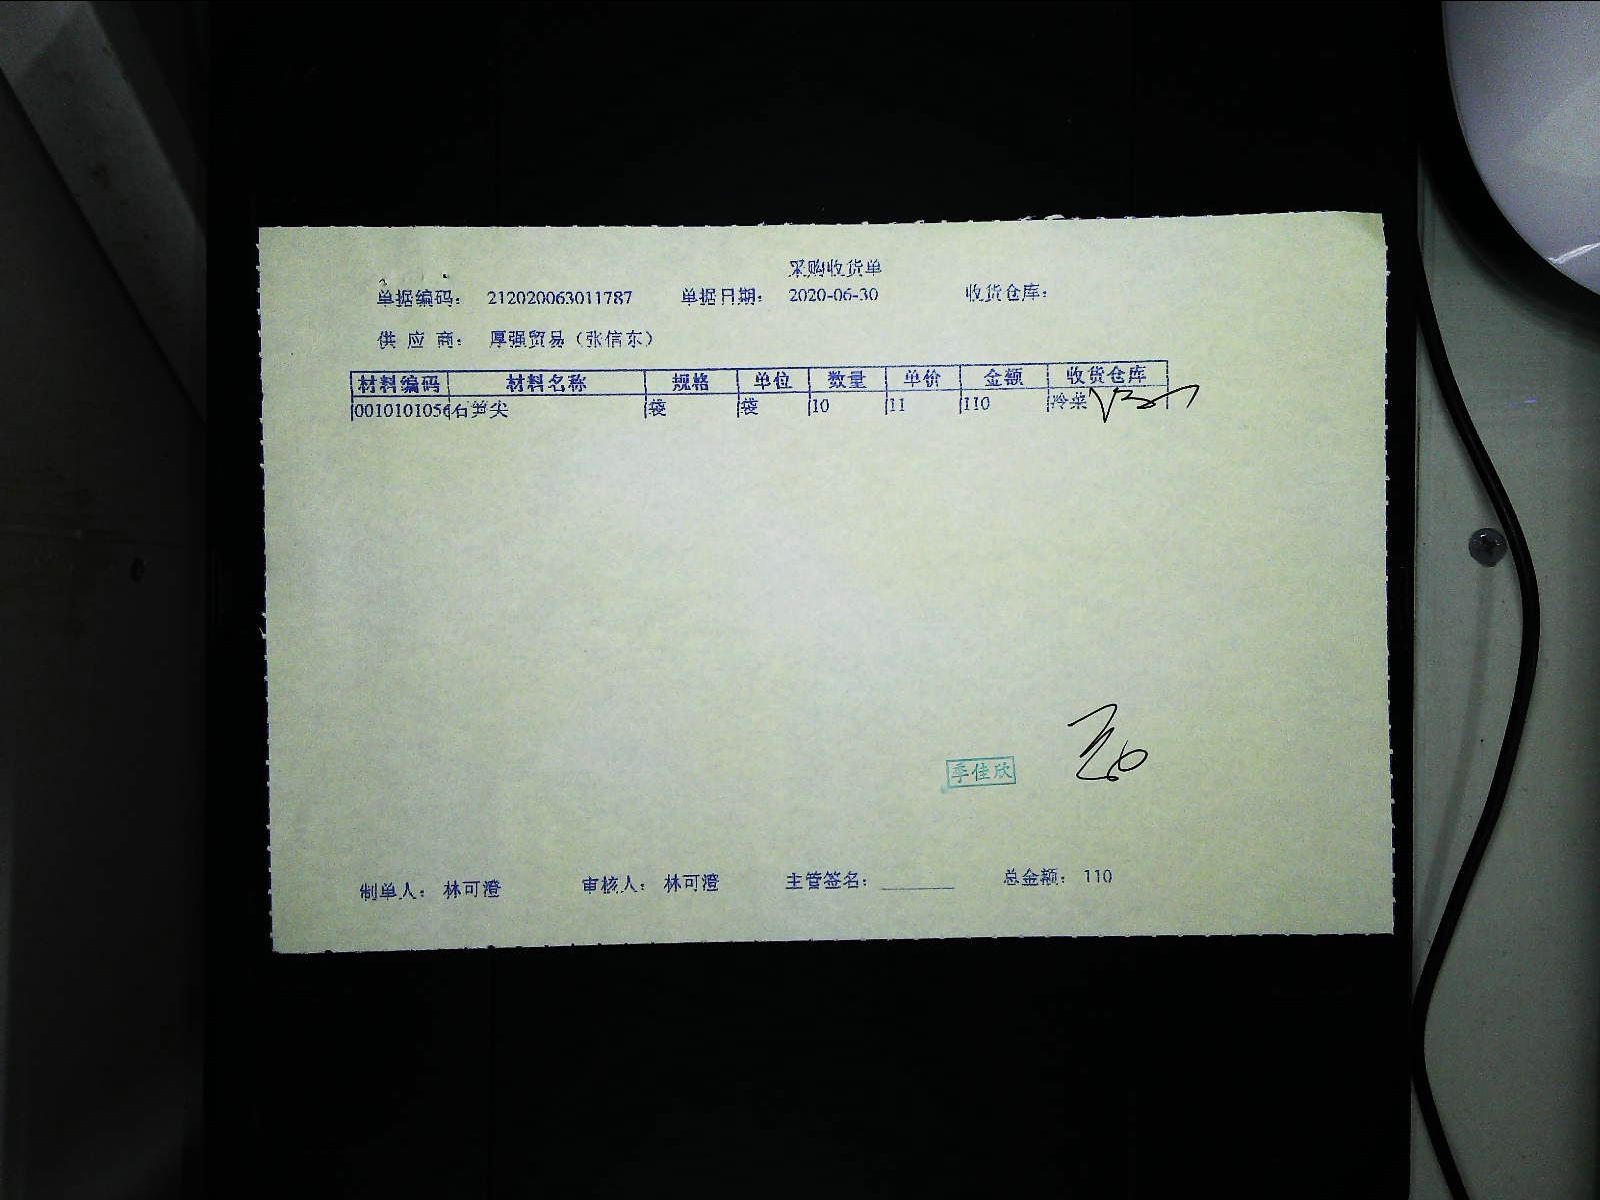 采购收货单
单据编码： 212020063011787 单据日期： 2020-06-30 收货仓库：
供 应 商： 厚强贸易（张信东）
材料编码 材料名称 规格 单位 数量 单价 金额 收货仓库
0010101056 石笋尖 袋 袋 10 11 110 冷菜
季佳欣
制单人： 林可澄 审核人： 林可澄 主管签名： 总金额： 110